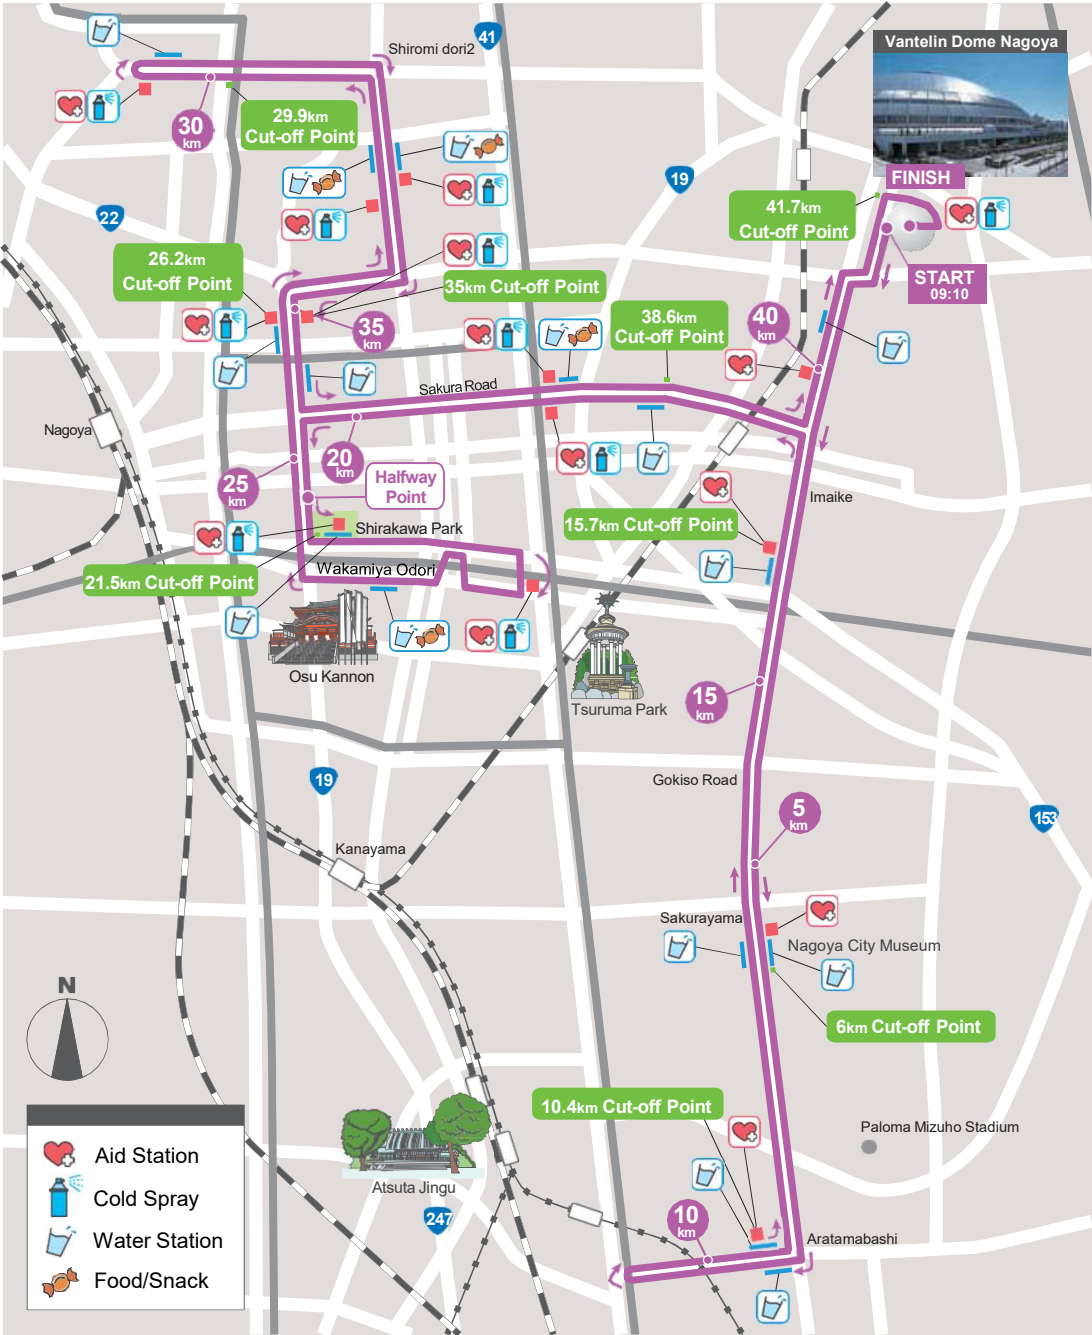 Shiromi dori2
41
Vantelin Dome Nagoya
29.9km
Cut-off Point
30
km
FINISH
19
41.7km
Cut-off Point
22
26.2km
Cut-off Point
START
09:10
35km Cut-off Point
35
km
38.6km
Cut-off Point
40
km
Sakura Road
Nagoya
20
km
25
km
Halfway
Point
Imaike
15.7km Cut-off Point
Shirakawa Park
Wakamiya Odori
21.5km Cut-off Point
Osu Kannon
Tsuruma Park
15
km
19
Gokiso Road
5
km
153
Kanayama
Sakurayama
Nagoya City Museum
6km Cut-off Point
N
10.4km Cut-off Point
Paloma Mizuho Stadium
Aid Station
Cold Spray
Water Station
Food/Snack
Atsuta Jingu
247
10
km
Aratamabashi